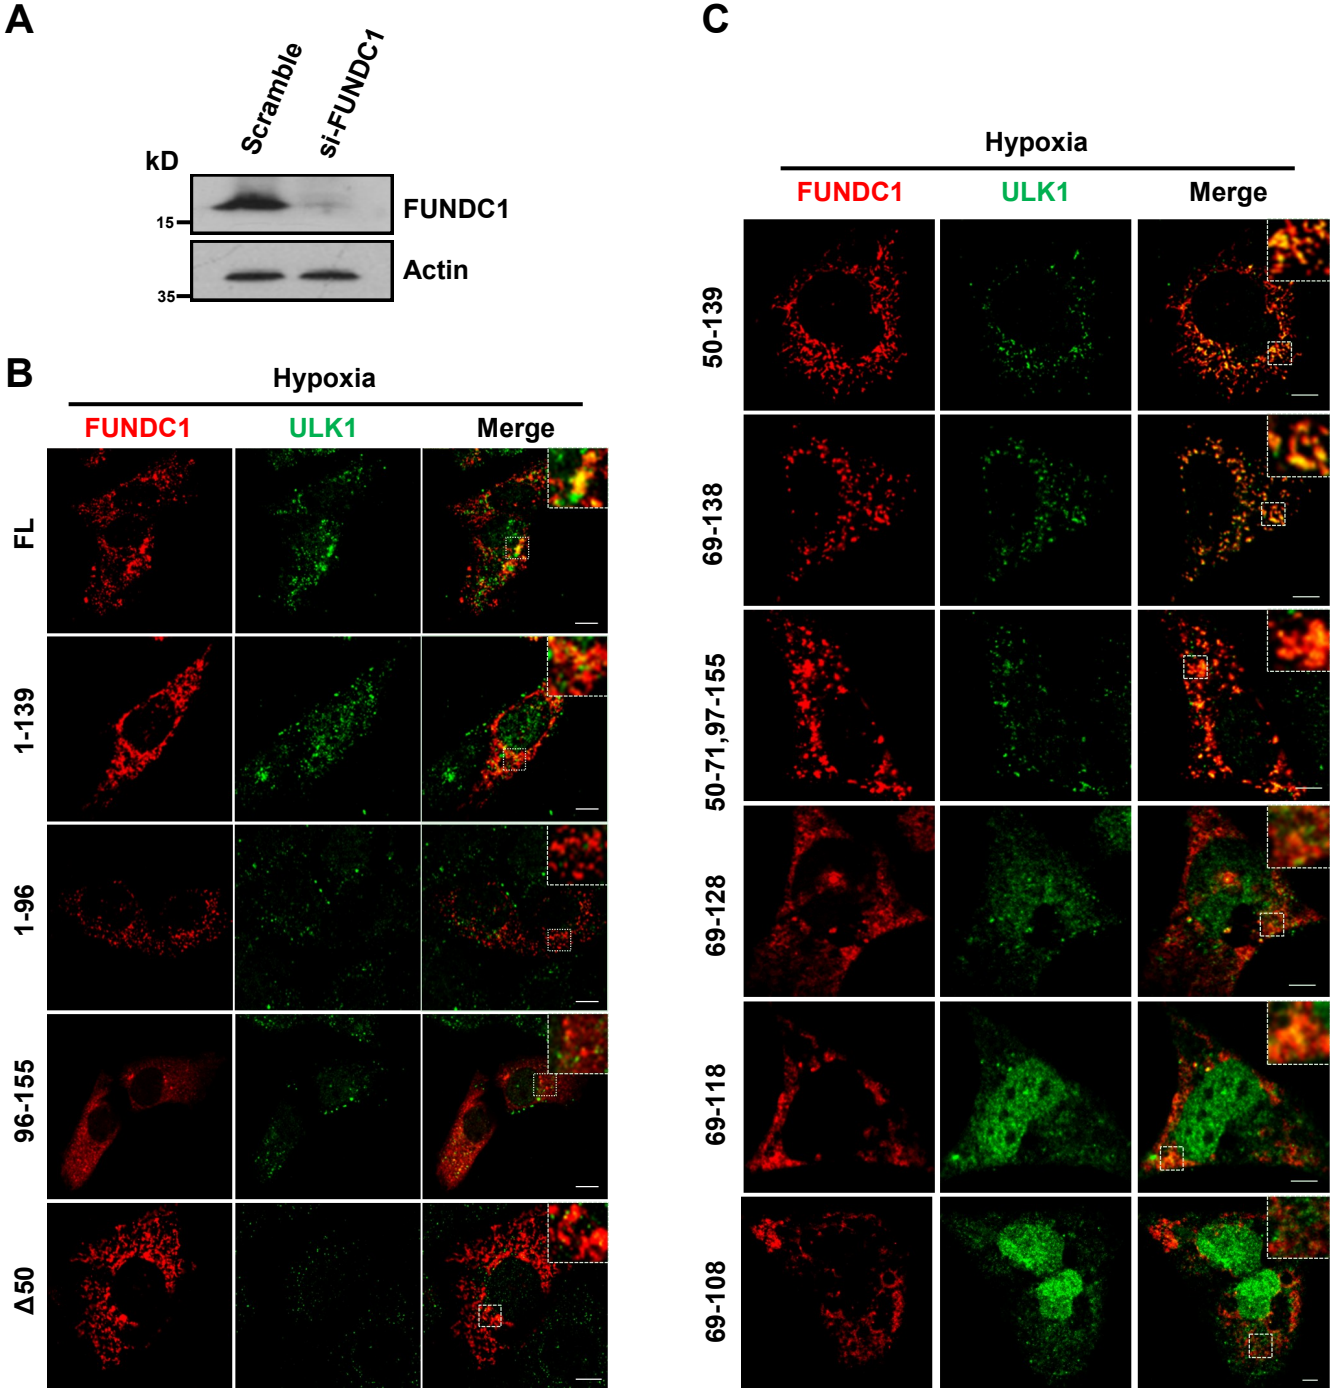 A
Scramble
si-FUNDC1
kD
15
FUNDC1
35
Actin
B
Hypoxia
FUNDC1
ULK1
Merge
FL
1-139
1-96
96-155
Δ50
C
Hypoxia
FUNDC1
ULK1
Merge
50-139
69-138
50-71,97-155
69-128
69-118
69-108